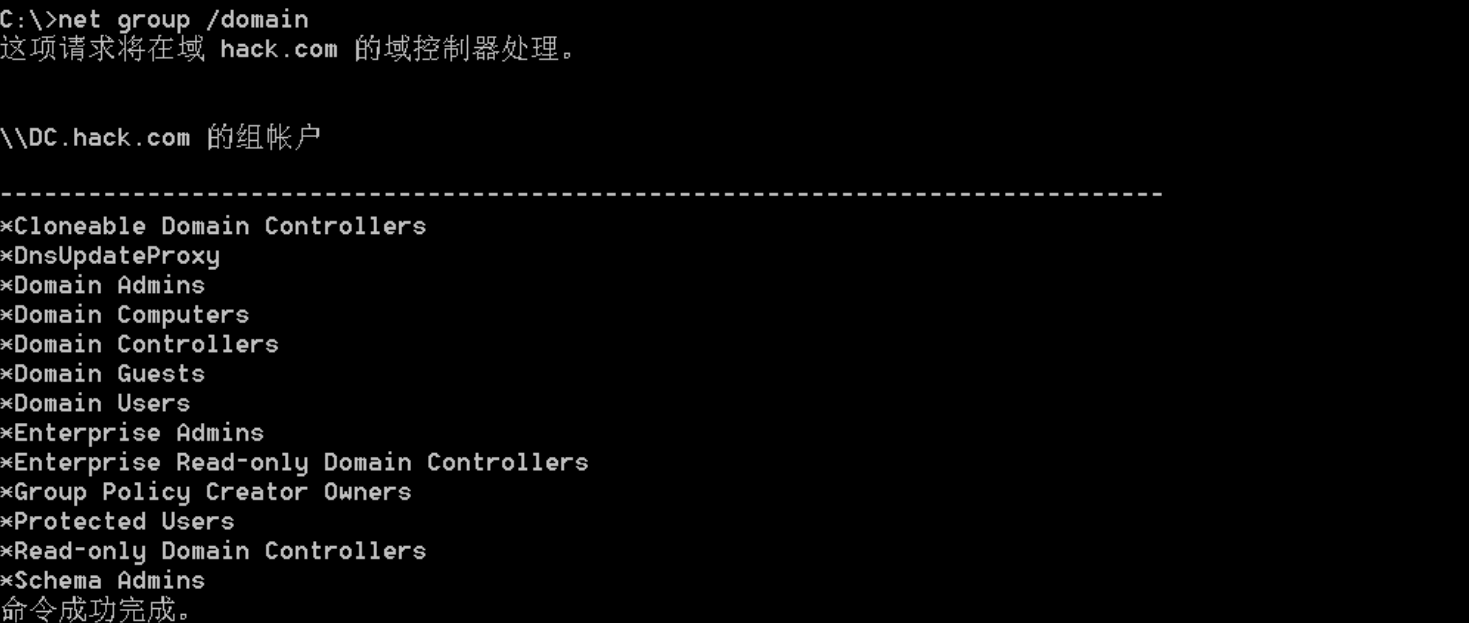 C:\>net group /domain
这项请求将在域 hack.com 的域控制器处理。
\\DC.hack.com 的组帐户
-------------------------------------------------------------------------------
*Cloneable Domain Controllers
*DnsUpdateProxy
*Domain Admins
*Domain Computers
*Domain Controllers
*Domain Guests
*Domain Users
*Enterprise Admins
*Enterprise Read-only Domain Controllers
*Group Policy Creator Owners
*Protected Users
*Read-only Domain Controllers
*Schema Admins
命令成功完成。